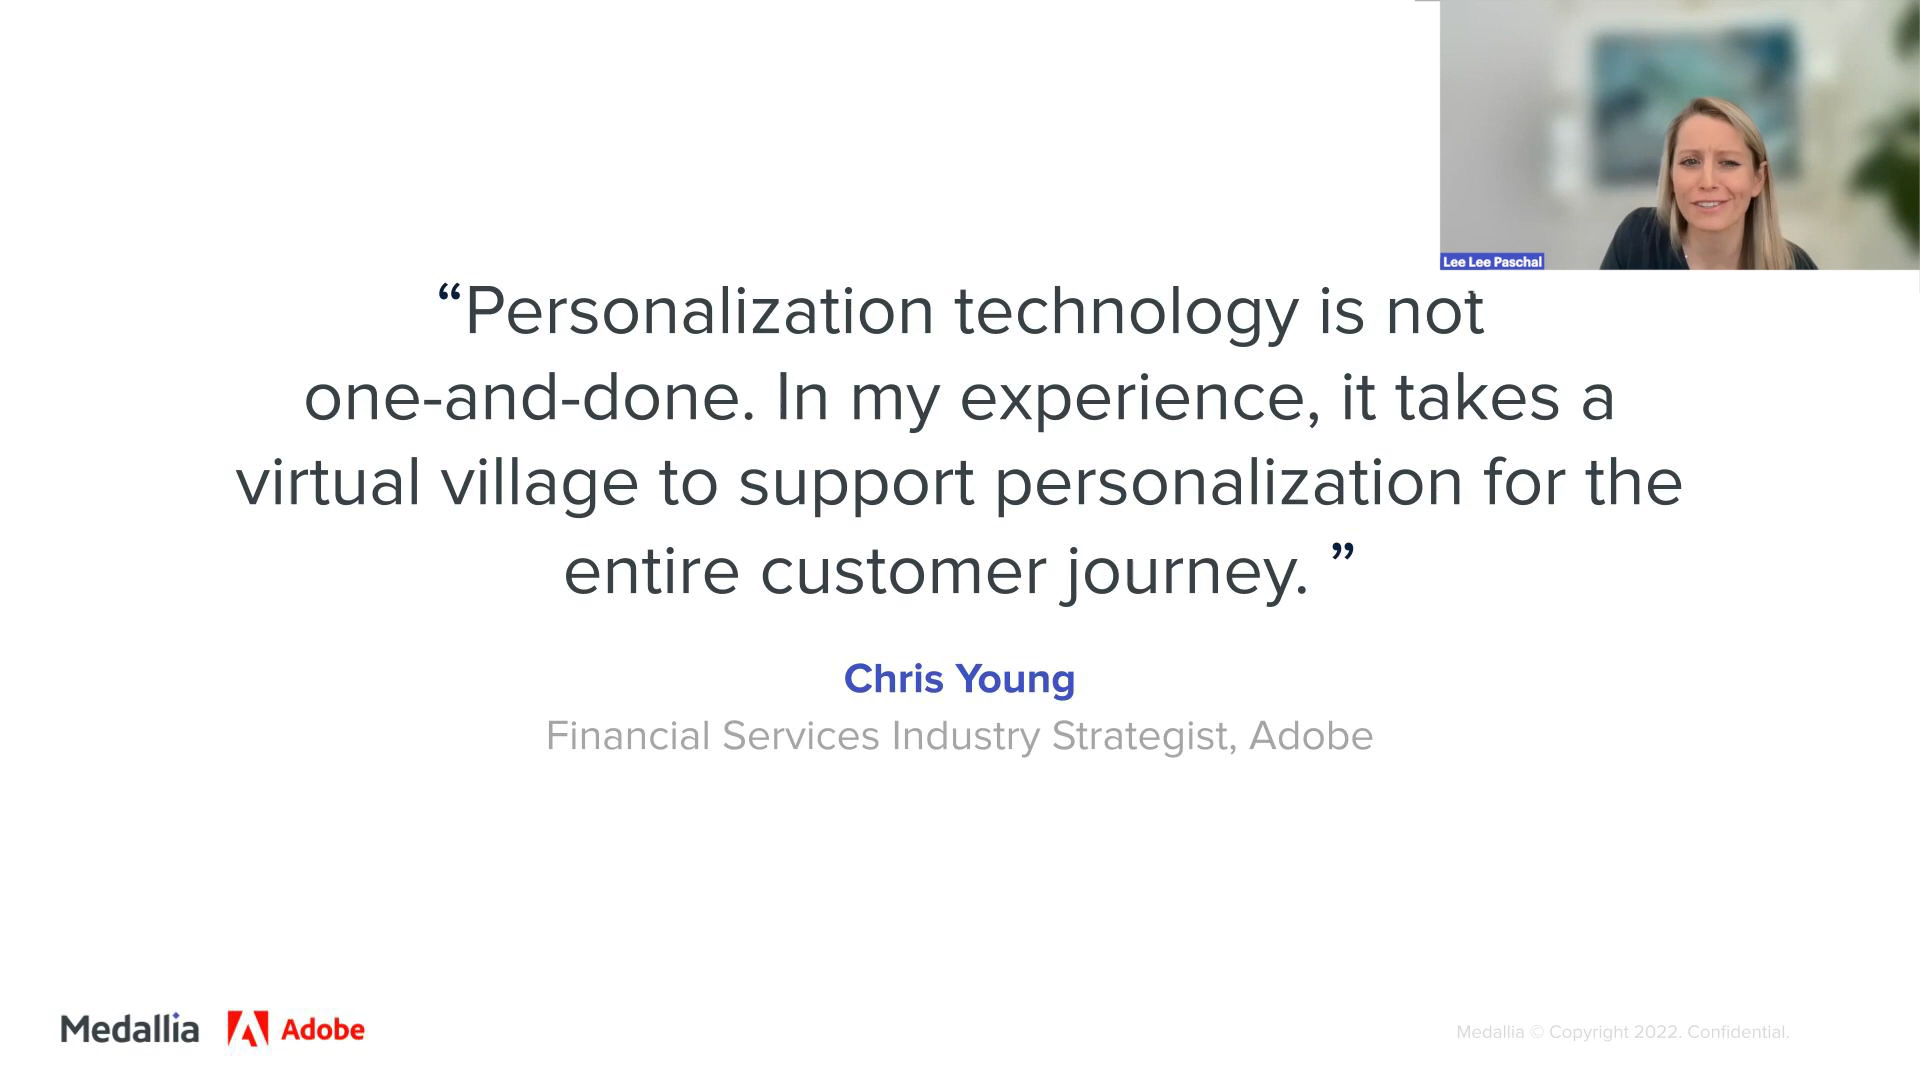 Lee Lee Paschal
“Personalization technology is not
one-and-done. In my experience, it takes a
virtual village to support personalization for the
entire customer journey. ”
Chris Young
Financial Services Industry Strategist, Adobe
Medallia Adobe
Medallia © Copyright 2022. Confidential.